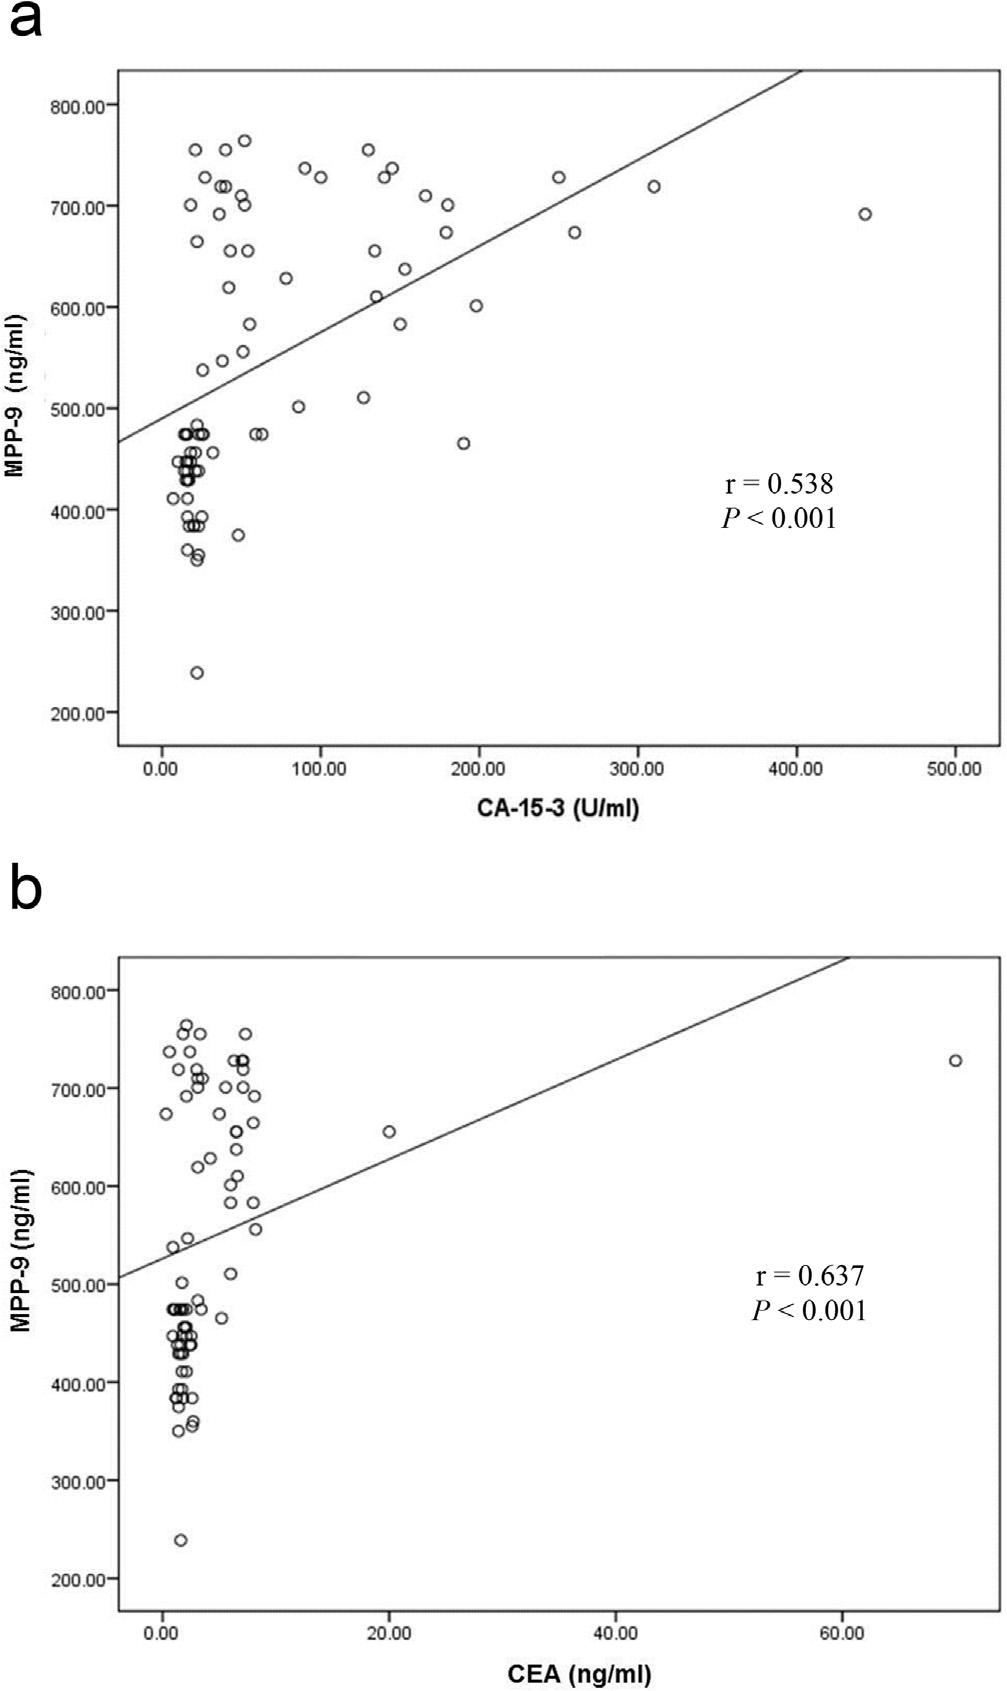 a
800.00
700.00
600.00
500.00
400.00
300.00
200.00
MPP-9 (ng/ml)
r = 0.538
P < 0.001
0.00 100.00 200.00 300.00 400.00 500.00
CA-15-3 (U/ml)
b
800.00
700.00
600.00
500.00
400.00
300.00
200.00
MPP-9 (ng/ml)
r = 0.637
P < 0.001
0.00 20.00 40.00 60.00
CEA (ng/ml)